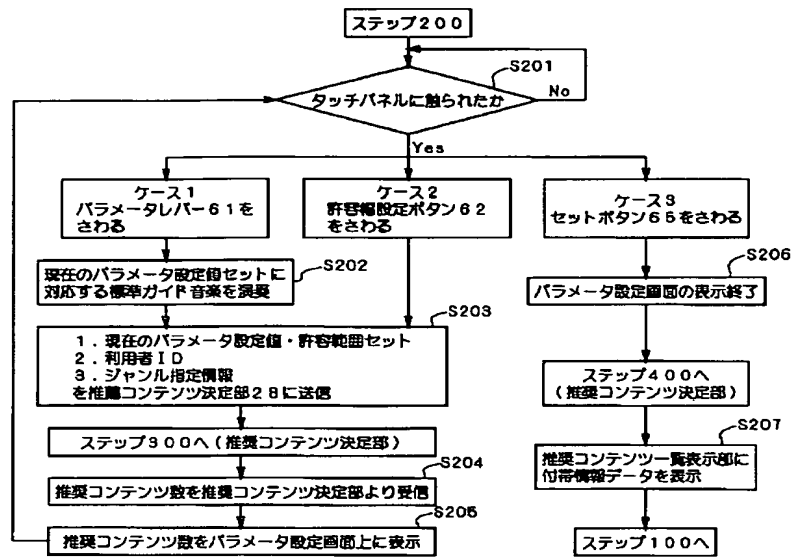 ステップ200
S201
タッチパネルに触られたか
No
Yes
ケース1
パラメータレバー61を
さわる
ケース2
許容幅設定ボタン62
をさわる
ケース3
セットボタン65をさわる
S202
現在のパラメータ設定値セットに
対応する標準ガイド音楽を演奏
S206
パラメータ設定画面の表示終了
S203
1.現在のパラメータ設定値・許容範囲セット
2.利用者ID
3.ジャンル指定情報
を推薦コンテンツ決定部28に送信
ステップ400へ
(推奨コンテンツ決定部)
ステップ300へ(推奨コンテンツ決定部)
S207
推奨コンテンツ一覧表示部に
付帯情報データを表示
S204
推奨コンテンツ数を推奨コンテンツ決定部より受信
S205
推奨コンテンツ数をパラメータ設定画面上に表示
ステップ100へ